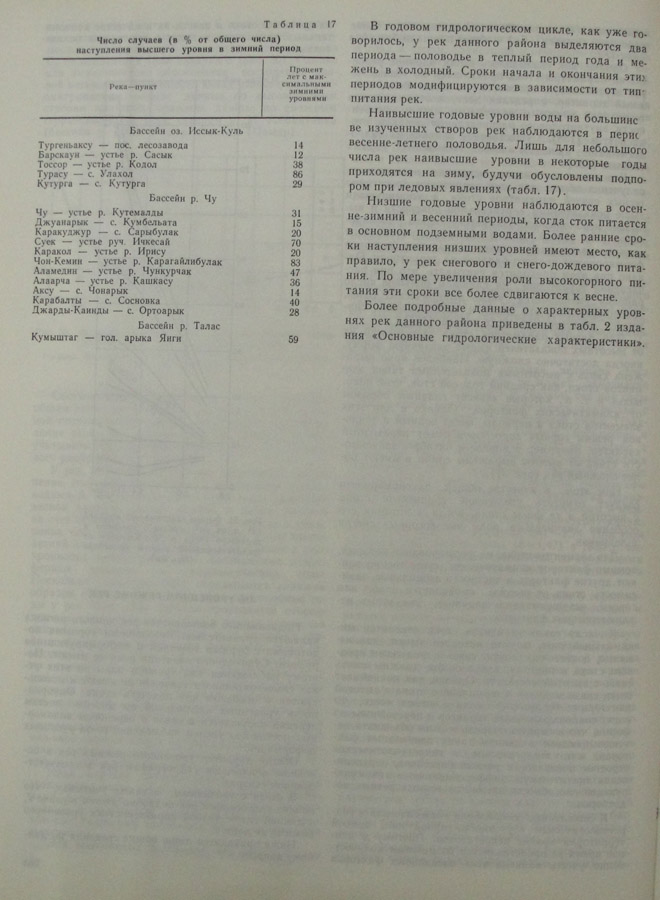 Таблица 17
Число случаев (в % от общего числа)
наступления высшего уровня в зимний период
Река—пункт
Процент
лет с мак-
симальными
зимними
уровнями
Бассейн оз. Иссык-Куль
Тургеньаксу — пос. лесозавода 14
Барскаун — устье р. Сасык 12
Тоссор — устье р. Кодол 38
Турасу — с. Улахол 86
Кутурга — с. Кутурга 29
Бассейн р. Чу
Чу — устье р. Кутемалды 31
Джуанарык — с. Кумбельата 15
Каракуджур — с. Сарыбулак 20
Суек — устье руч. Ичкесай 70
Каракол — устье р. Ирису 20
Чон-Кемин — устье р. Карагайлибулак 83
Аламедин — устье р. Чункурчак 47
Алаарча — устье р. Кашкасу 36
Аксу — с. Чонарык 14
Карабалты — с. Сосновка 40
Джарды-Каинды — с. Ортоарык 28
Бассейн р. Талас
Кумыштаг — гол. арыка Янги 59
В годовом гидрологическом цикле, как уже го-
ворилось, у рек данного района выделяются два
периода — половодье в теплый период года и ме-
жень в холодный. Сроки начала и окончания эти
периодов модифицируются в зависимости от тип
питания рек.
Наивысшие годовые уровни воды на большинс
ве изученных створов рек наблюдаются в перис
весенне-летнего половодья. Лишь для небольшого
числа рек наивысшие уровни в некоторые годы
приходятся на зиму, будучи обусловлены подпо-
ром при ледовых явлениях (табл. 17).
Низшие годовые уровни наблюдаются в осен-
не-зимний и весенний периоды, когда сток питается
в основном подземными водами. Более ранние сро-
ки наступления низших уровней имеют место, как
правило, у рек снегового и снего-дождевого пита-
ния. По мере увеличения роли высокогорного пи-
тания эти сроки все более сдвигаются к весне.
Более подробные данные о характерных уров-
нях рек данного района приведены в табл. 2 изда-
ния «Основные гидрологические характеристики».